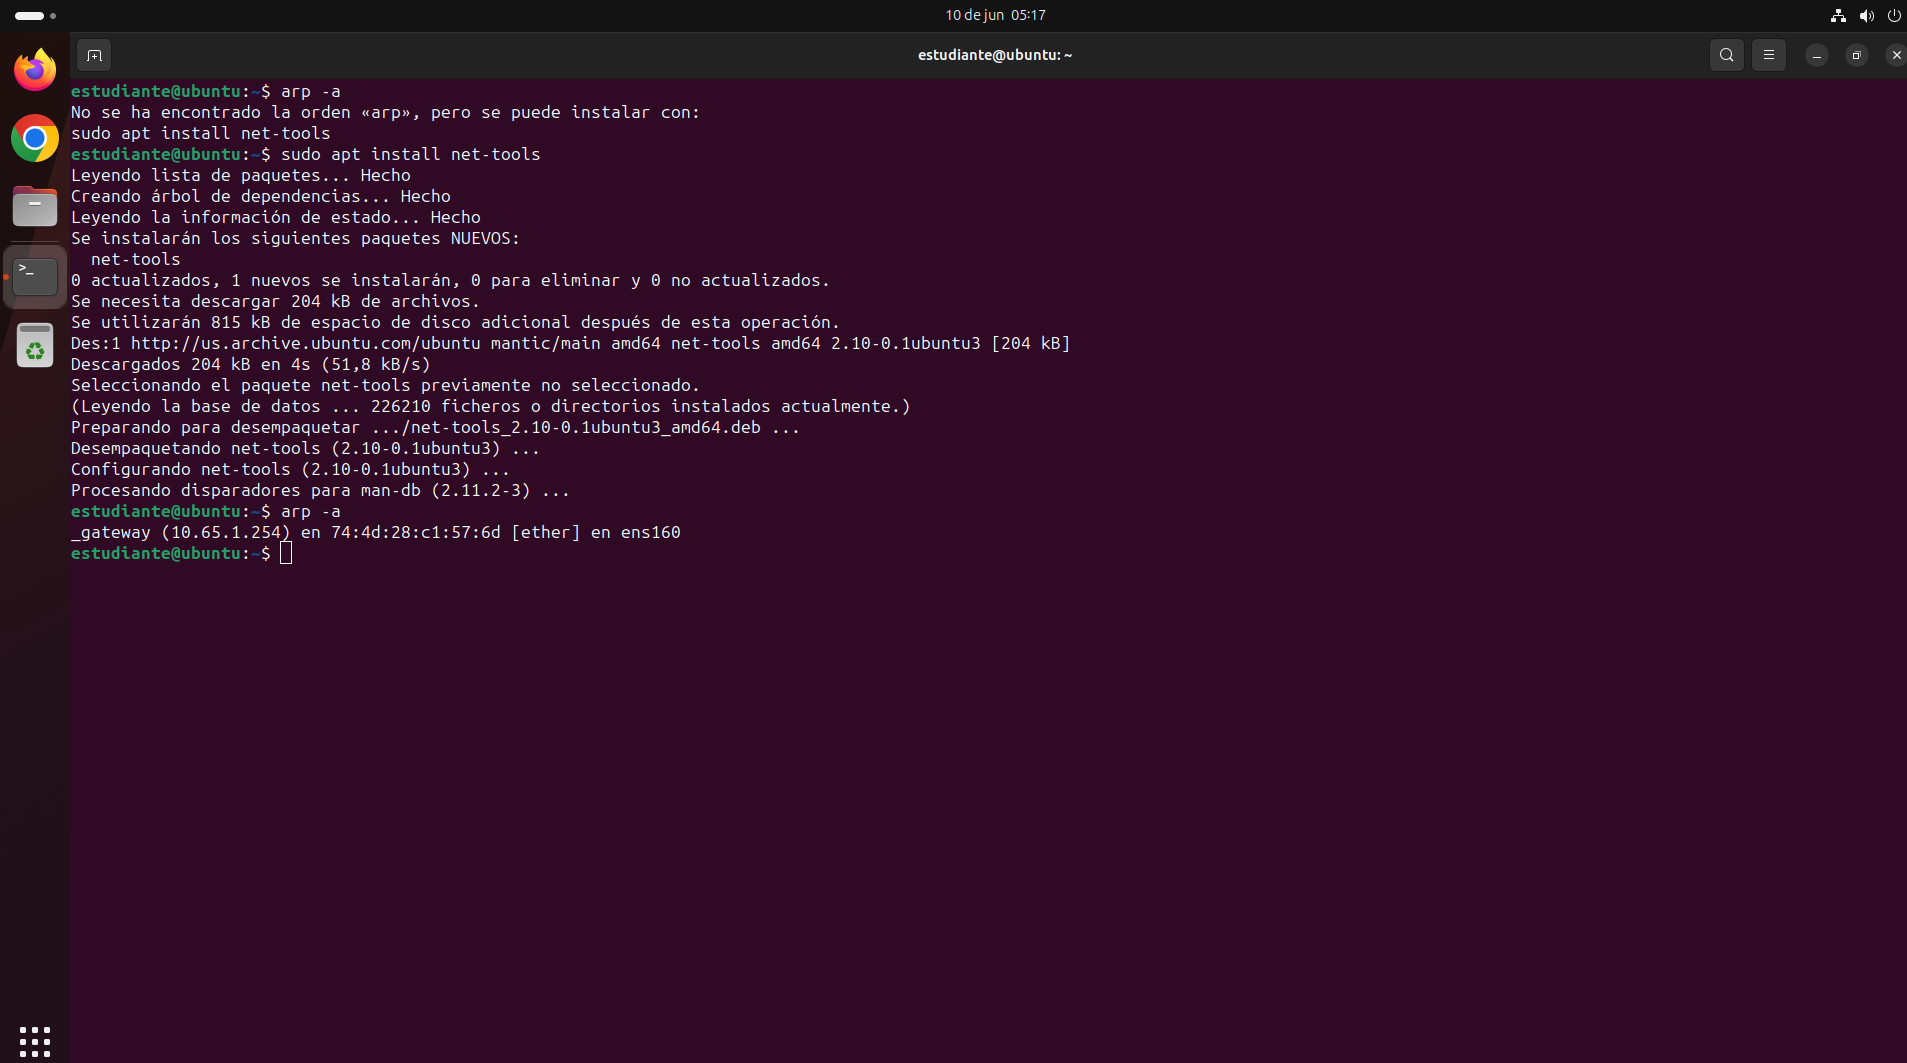 10 de jun 05:17
estudiante@ubuntu: ~
estudiante@ubuntu:~$ arp -a
No se ha encontrado la orden «arp», pero se puede instalar con:
sudo apt install net-tools
estudiante@ubuntu:~$ sudo apt install net-tools
Leyendo lista de paquetes... Hecho
Creando árbol de dependencias... Hecho
Leyendo la información de estado... Hecho
Se instalarán los siguientes paquetes NUEVOS:
  net-tools
0 actualizados, 1 nuevos se instalarán, 0 para eliminar y 0 no actualizados.
Se necesita descargar 204 kB de archivos.
Se utilizarán 815 kB de espacio de disco adicional después de esta operación.
Des:1 http://us.archive.ubuntu.com/ubuntu mantic/main amd64 net-tools amd64 2.10-0.1ubuntu3 [204 kB]
Descargados 204 kB en 4s (51,8 kB/s)
Seleccionando el paquete net-tools previamente no seleccionado.
(Leyendo la base de datos ... 226210 ficheros o directorios instalados actualmente.)
Preparando para desempaquetar .../net-tools_2.10-0.1ubuntu3_amd64.deb ...
Desempaquetando net-tools (2.10-0.1ubuntu3) ...
Configurando net-tools (2.10-0.1ubuntu3) ...
Procesando disparadores para man-db (2.11.2-3) ...
estudiante@ubuntu:~$ arp -a
_gateway (10.65.1.254) en 74:4d:28:c1:57:6d [ether] en ens160
estudiante@ubuntu:~$